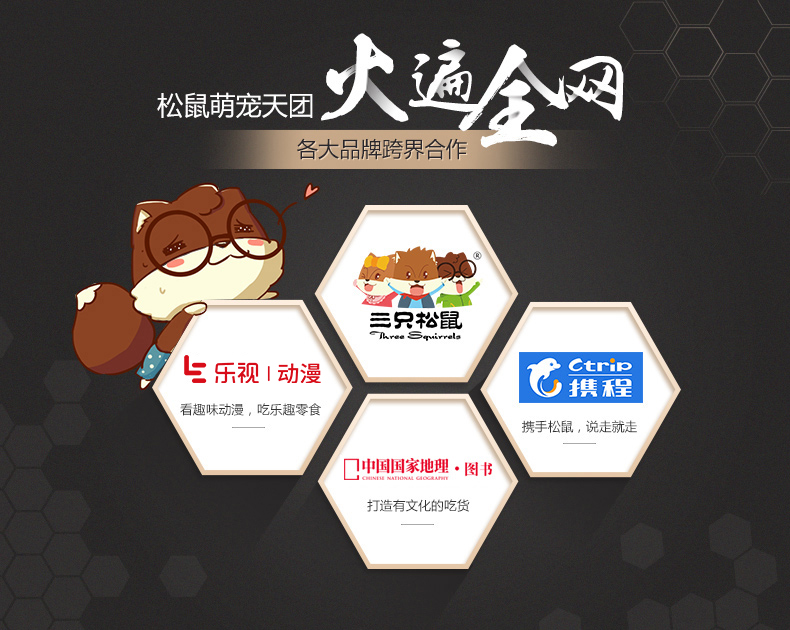 松鼠萌宠天团 火遍全网
各大品牌跨界合作
®
三只松鼠
Three Squirrels
乐视 | 动漫
看趣味动漫，吃乐趣零食
Ctrip
携程
携手松鼠，说走就走
中国国家地理·图书
CHINESE NATIONAL GEOGRAPHY
打造有文化的吃货